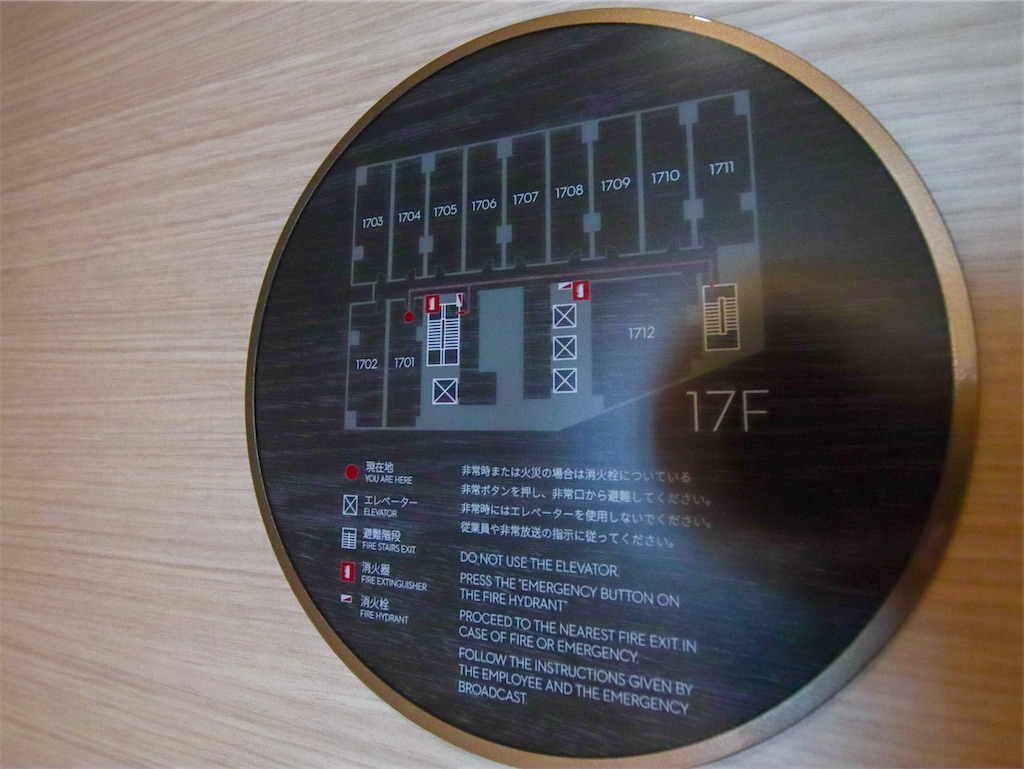 1703
1704
1705
1706
1707
1708
1709
1710
1711
1702
1701
1712
17F
現在地
YOU ARE HERE
エレベーター
ELEVATOR
避難階段
FIRE STAIRS EXIT
消火器
FIRE EXTINGUISHER
消火栓
FIRE HYDRANT
非常時または火災の場合は消火栓についている
非常ボタンを押し、非常口から避難してください。
非常時にはエレベーターを使用しないでください。
従業員や非常放送の指示に従ってください。
DO NOT USE THE ELEVATOR.
PRESS THE "EMERGENCY BUTTON ON
THE FIRE HYDRANT"
PROCEED TO THE NEAREST FIRE EXIT IN
CASE OF FIRE OR EMERGENCY.
FOLLOW THE INSTRUCTIONS GIVEN BY
THE EMPLOYEE AND THE EMERGENCY
BROADCAST.